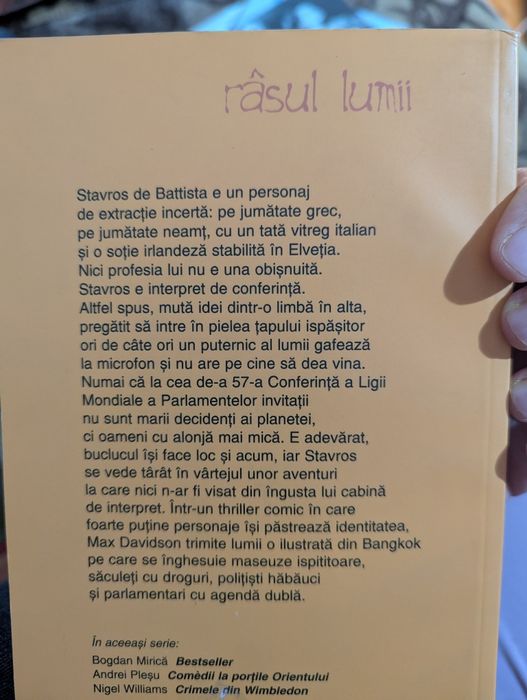 râsul lumii
Stavros de Battista e un personaj
de extracție incertă: pe jumătate grec,
pe jumătate neamț, cu un tată vitreg italian
și o soție irlandeză stabilită în Elveția.
Nici profesia lui nu e una obișnuită.
Stavros e interpret de conferință.
Altfel spus, mută idei dintr-o limbă în alta,
pregătit să intre în pielea țapului ispășitor
ori de câte ori un puternic al lumii gafează
la microfon și nu are pe cine să dea vina.
Numai că la cea de-a 57-a Conferință a Ligii
Mondiale a Parlamentelor invitații
nu sunt marii decidenți ai planetei,
ci oameni cu alonjă mai mică. E adevărat,
buclucul își face loc și acum, iar Stavros
se vede târât în vârtejul unor aventuri
la care nici n-ar fi visat din îngusta lui cabină
de interpret. Într-un thriller comic în care
foarte puține personaje își păstrează identitatea,
Max Davidson trimite lumii o ilustrată din Bangkok
pe care se înghesuie maseuze ispititoare,
săculeți cu droguri, polițiști hăbăuci
și parlamentari cu agendă dublă.
În aceeași serie:
Bogdan Mirică Bestseller
Andrei Pleșu Comèdii la porțile Orientului
Nigel Williams Crimele din Wimbledon